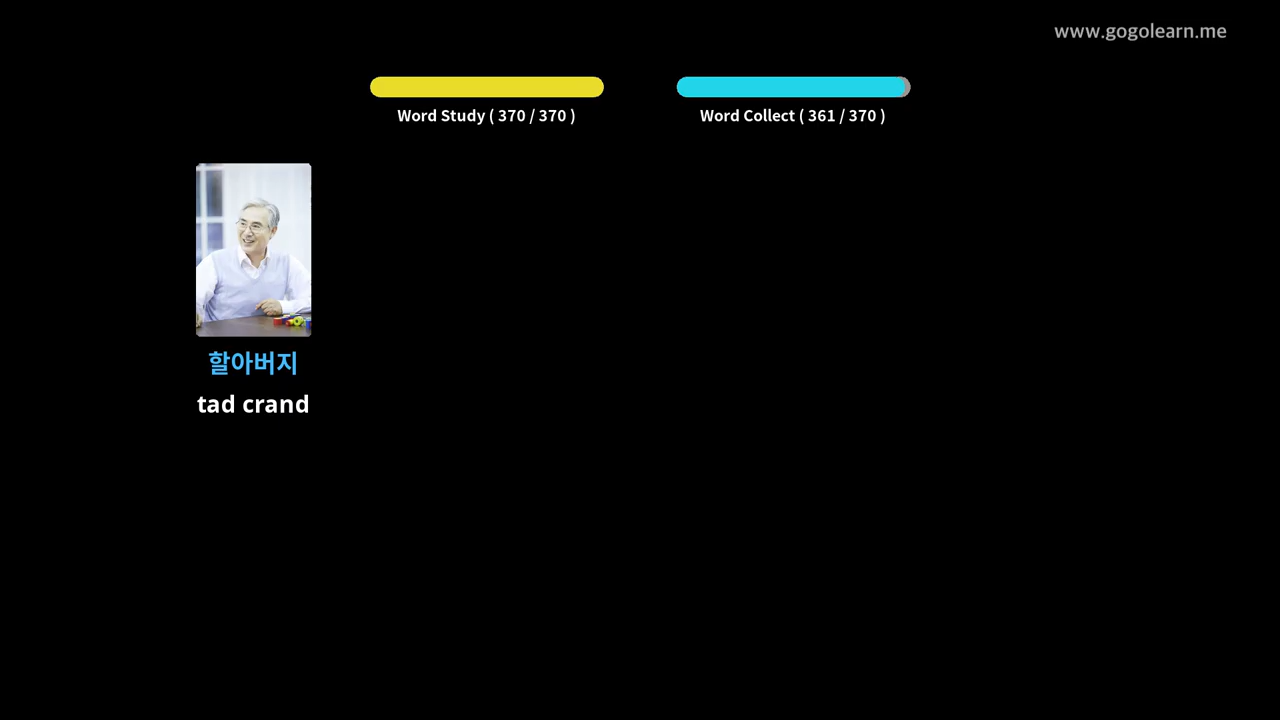 www.gogolearn.me
Word Study ( 370 / 370 )
Word Collect ( 361 / 370 )
할아버지
tad crand